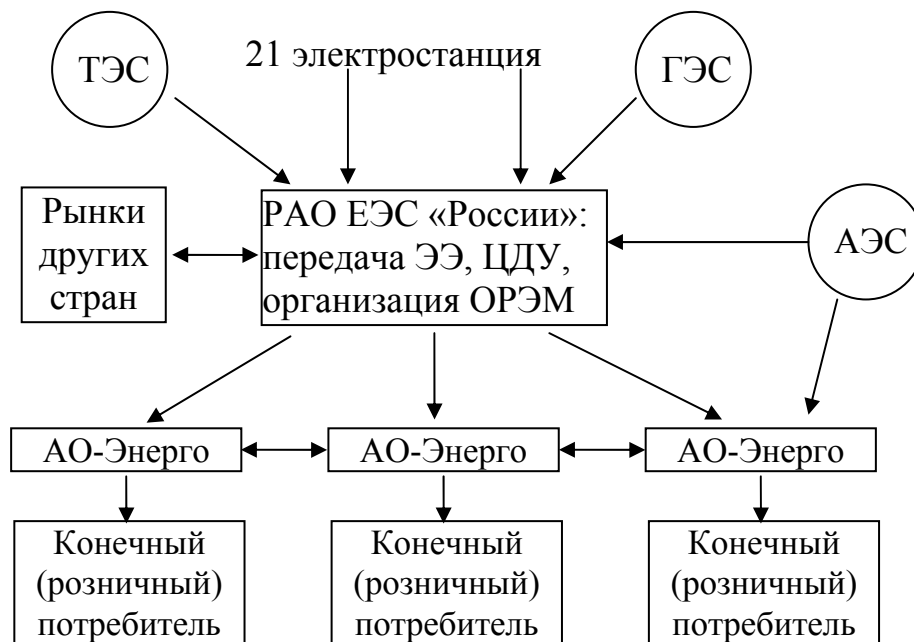 ТЭС
21 электростанция
ГЭС
Рынки
других
стран
РАО ЕЭС «России»:
передача ЭЭ, ЦДУ,
организация ОРЭМ
АЭС
АО-Энерго
АО-Энерго
АО-Энерго
Конечный
(розничный)
потребитель
Конечный
(розничный)
потребитель
Конечный
(розничный)
потребитель